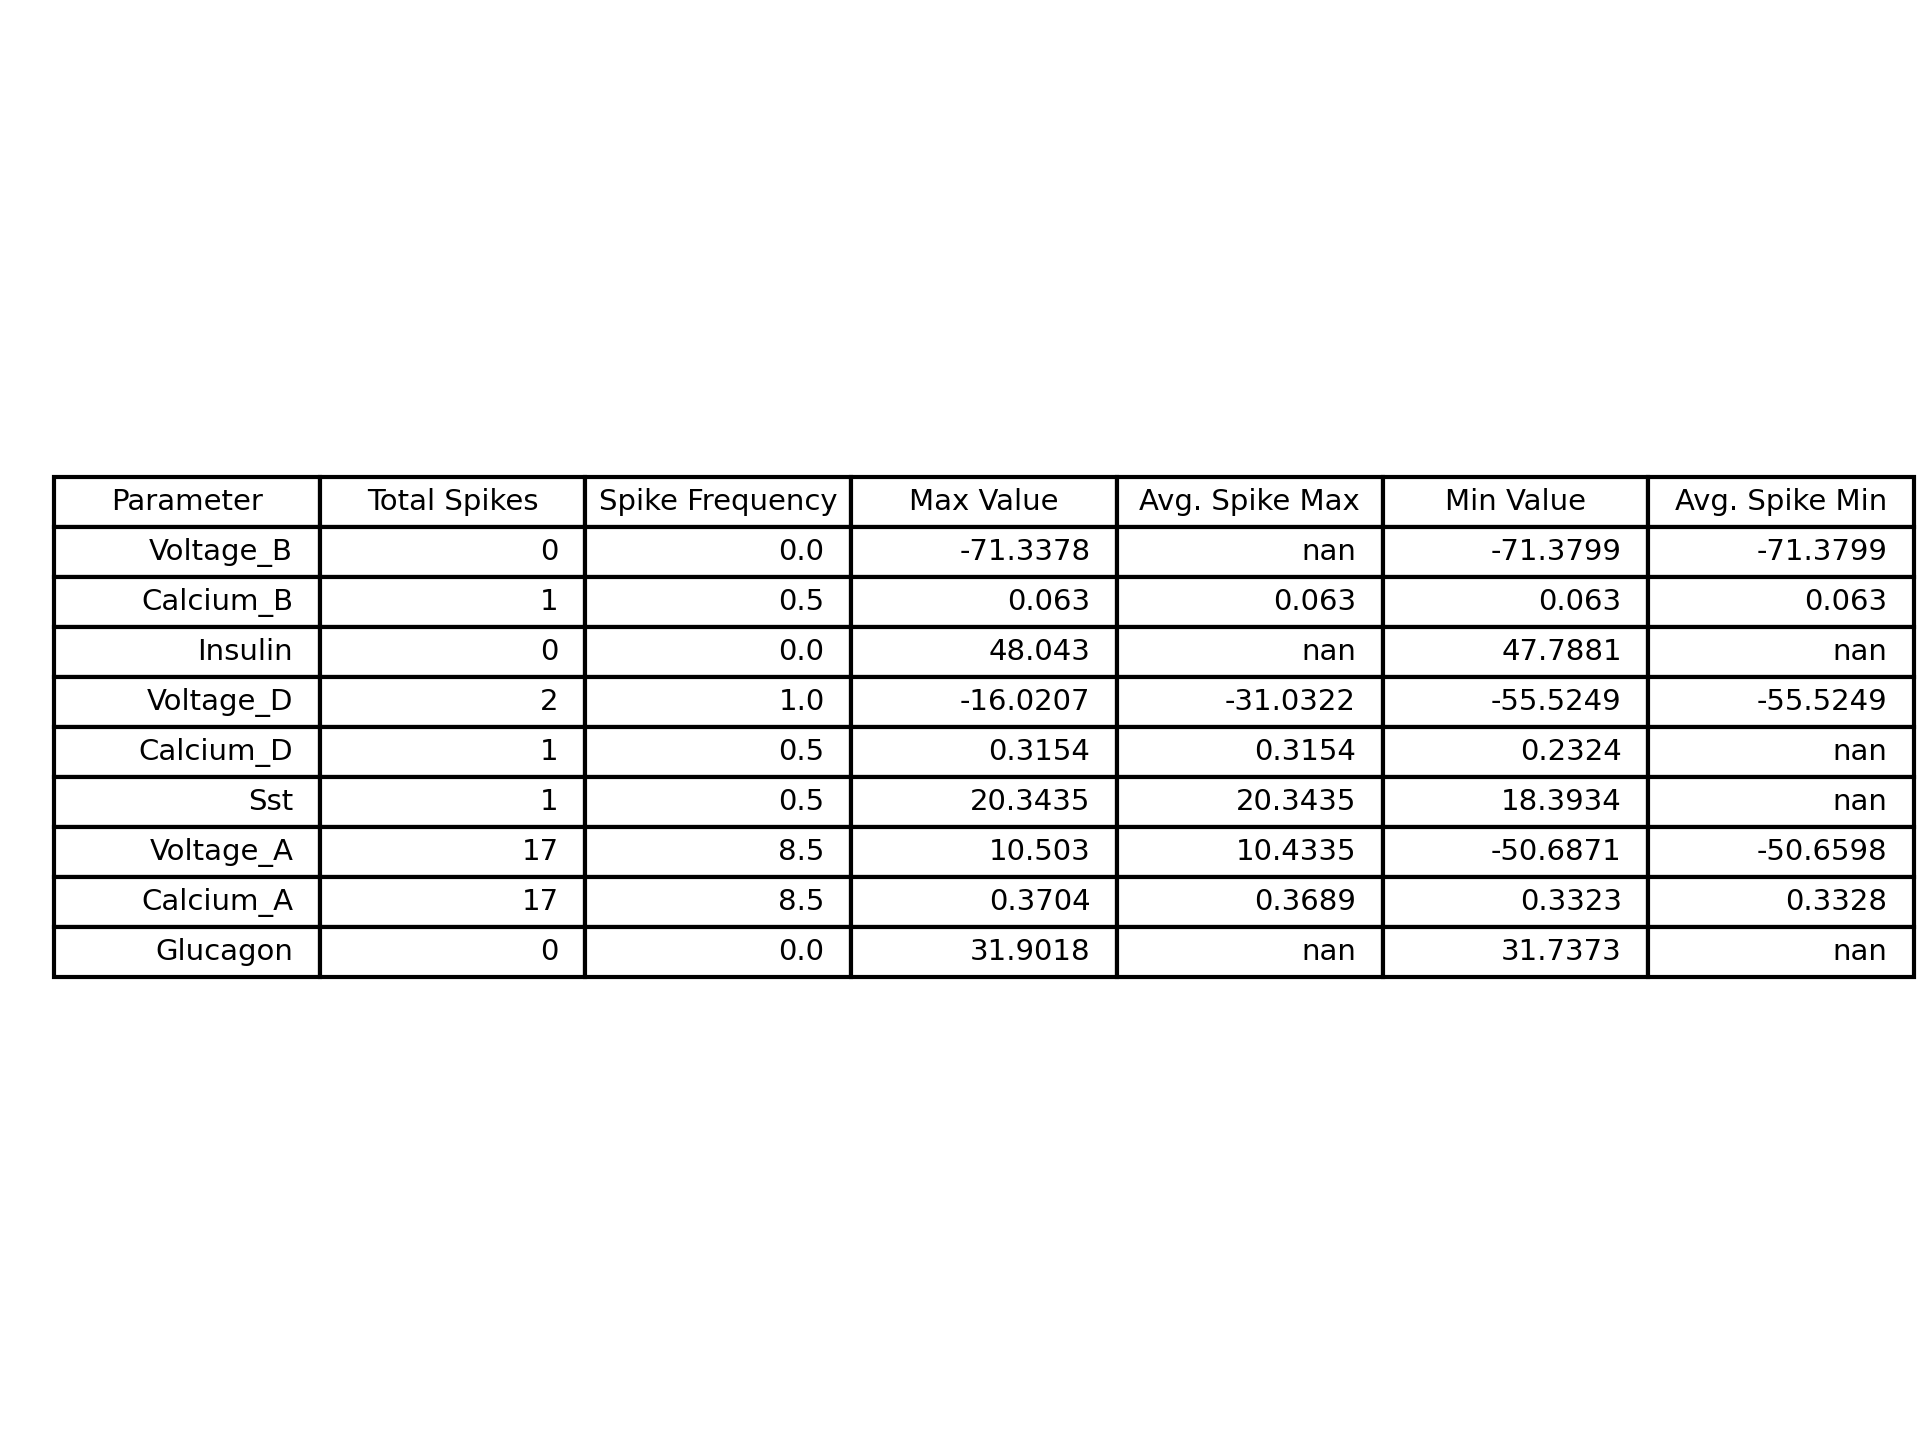 Parameter Total Spikes Spike Frequency Max Value Avg. Spike Max Min Value Avg. Spike Min
Voltage_B 0 0.0 -71.3378 nan -71.3799 -71.3799
Calcium_B 1 0.5 0.063 0.063 0.063 0.063
Insulin 0 0.0 48.043 nan 47.7881 nan
Voltage_D 2 1.0 -16.0207 -31.0322 -55.5249 -55.5249
Calcium_D 1 0.5 0.3154 0.3154 0.2324 nan
Sst 1 0.5 20.3435 20.3435 18.3934 nan
Voltage_A 17 8.5 10.503 10.4335 -50.6871 -50.6598
Calcium_A 17 8.5 0.3704 0.3689 0.3323 0.3328
Glucagon 0 0.0 31.9018 nan 31.7373 nan